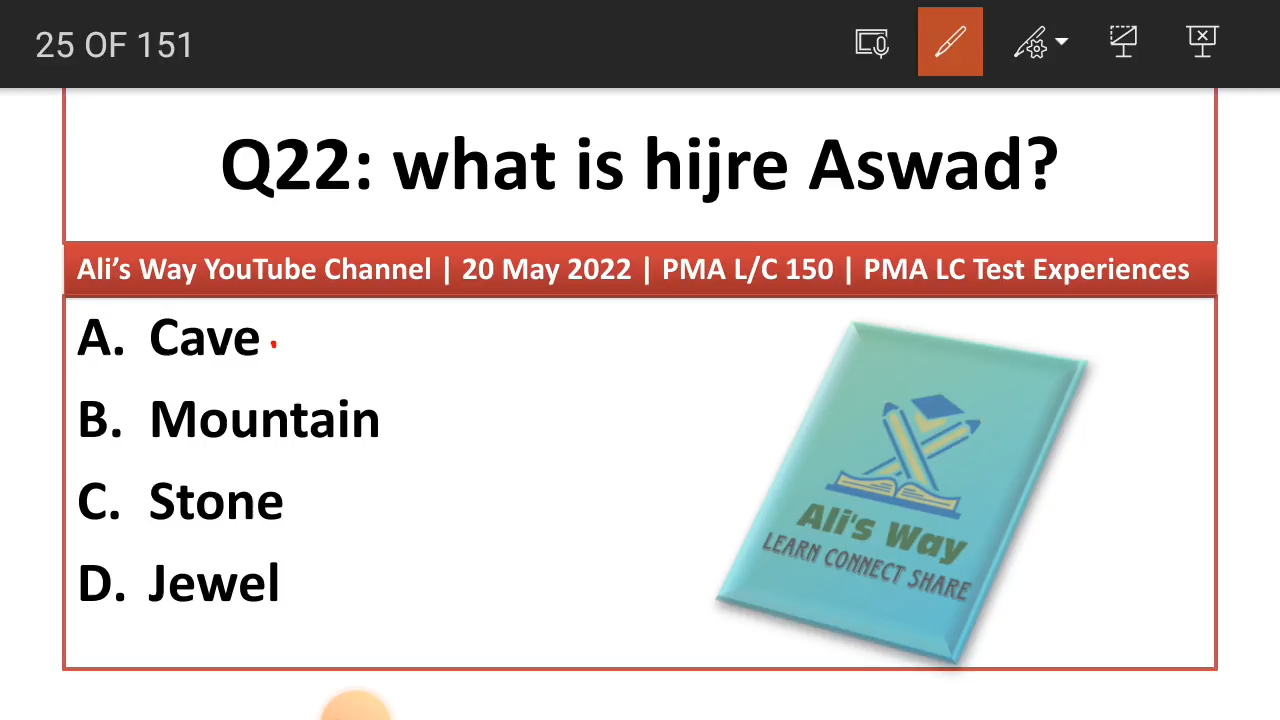 25 OF 151
Q22: what is hijre Aswad?
Ali’s Way YouTube Channel | 20 May 2022 | PMA L/C 150 | PMA LC Test Experiences
A. Cave
B. Mountain
C. Stone
D. Jewel
Ali's Way
LEARN CONNECT SHARE